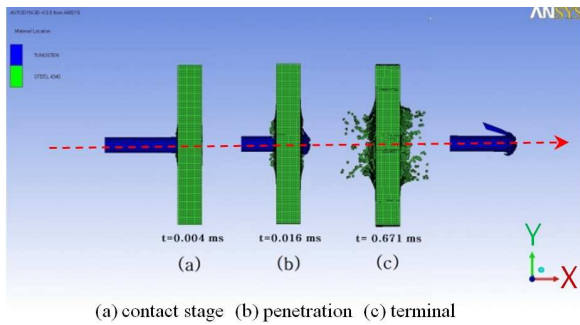 AUTODYN-3D v13.0 from ANSYS
Material Location
TUNGSTEN
STEEL 4340
ANSYS
t=0.004 ms
t=0.016 ms
t= 0.671 ms
(a)
(b)
(c)
Y
X
(a) contact stage (b) penetration (c) terminal